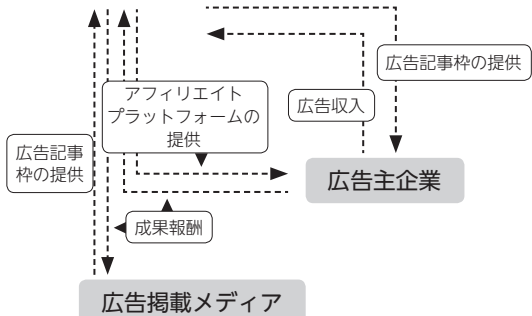 広告記事枠の提供
アフィリエイト
プラットフォームの
提供
広告収入
広告記事
枠の提供
広告主企業
成果報酬
広告掲載メディア